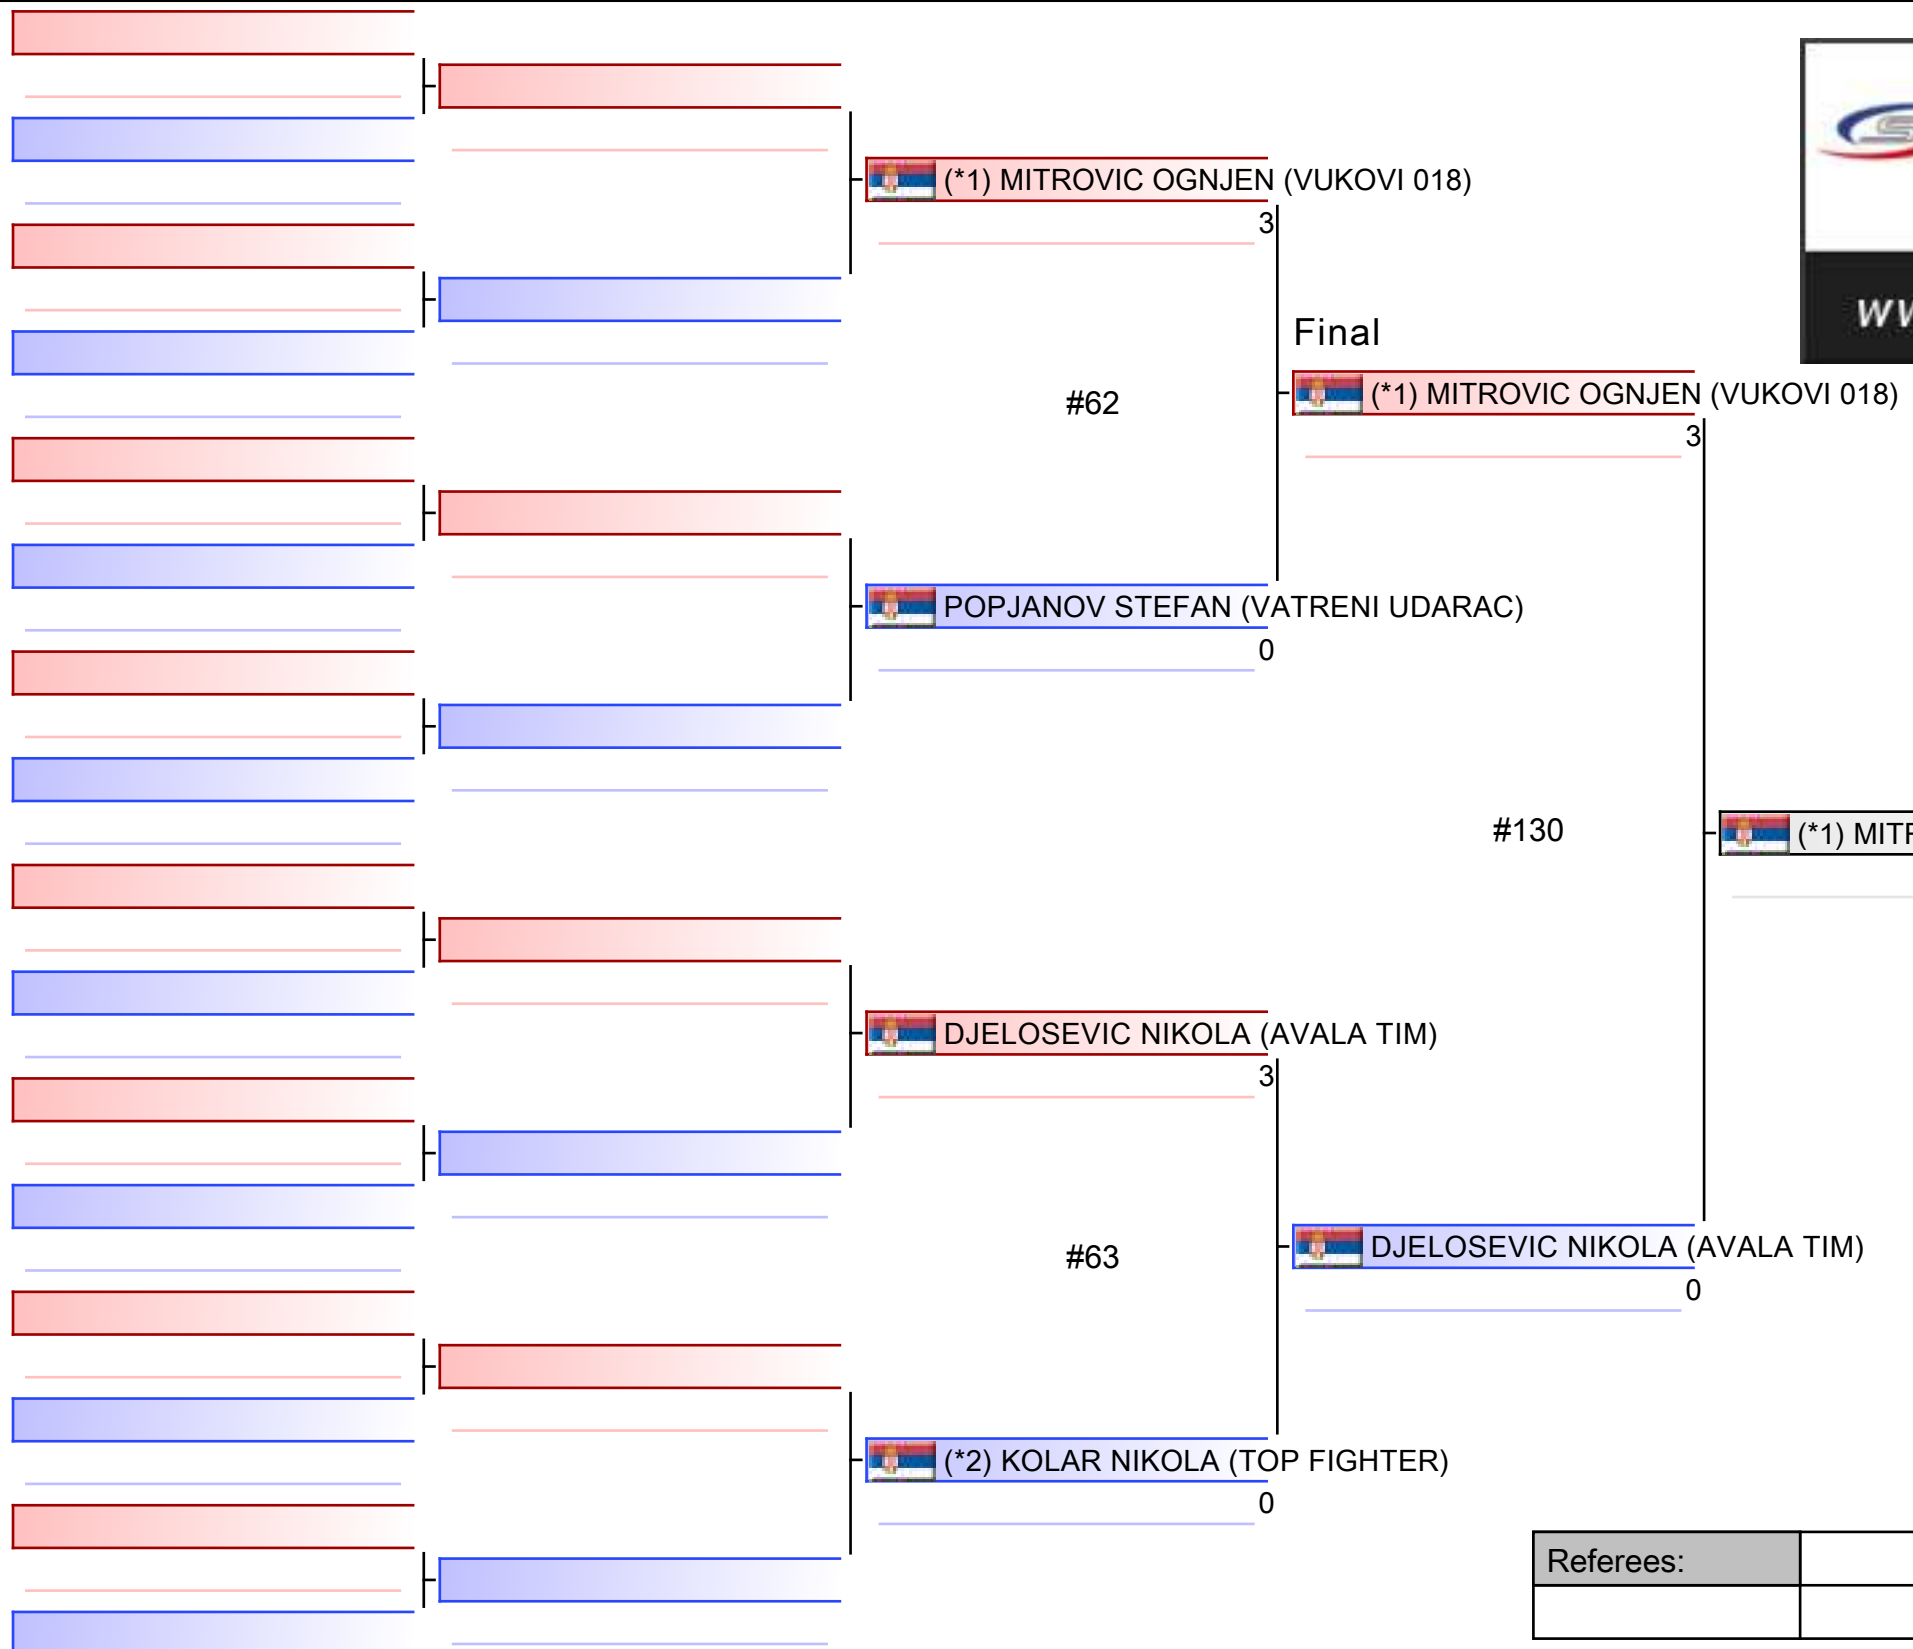 (*1) MITROVIC OGNJEN (VUKOVI 018)
3
Final
#62
(*1) MITROVIC OGNJEN (VUKOVI 018)
3
POPJANOV STEFAN (VATRENI UDARAC)
0
#130
(*1) MITR
DJELOSEVIC NIKOLA (AVALA TIM)
3
#63
DJELOSEVIC NIKOLA (AVALA TIM)
0
(*2) KOLAR NIKOLA (TOP FIGHTER)
0
Referees: